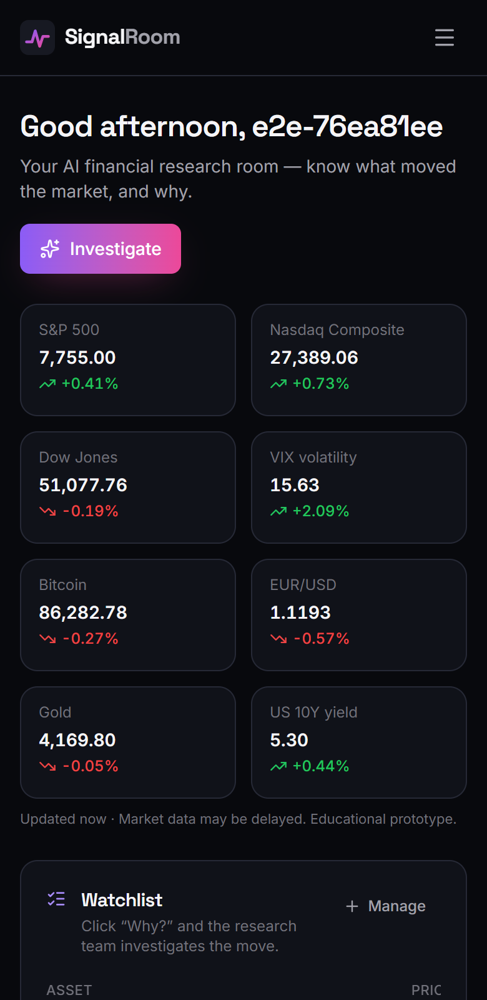 SignalRoom
Good afternoon, e2e-76ea81ee
Your AI financial research room — know what moved
the market, and why.
Investigate
S&P 500
7,755.00
+0.41%
Nasdaq Composite
27,389.06
+0.73%
Dow Jones
51,077.76
-0.19%
VIX volatility
15.63
+2.09%
Bitcoin
86,282.78
-0.27%
EUR/USD
1.1193
-0.57%
Gold
4,169.80
-0.05%
US 10Y yield
5.30
+0.44%
Updated now · Market data may be delayed. Educational prototype.
Watchlist
Manage
Click “Why?” and the research
team investigates the move.
ASSET